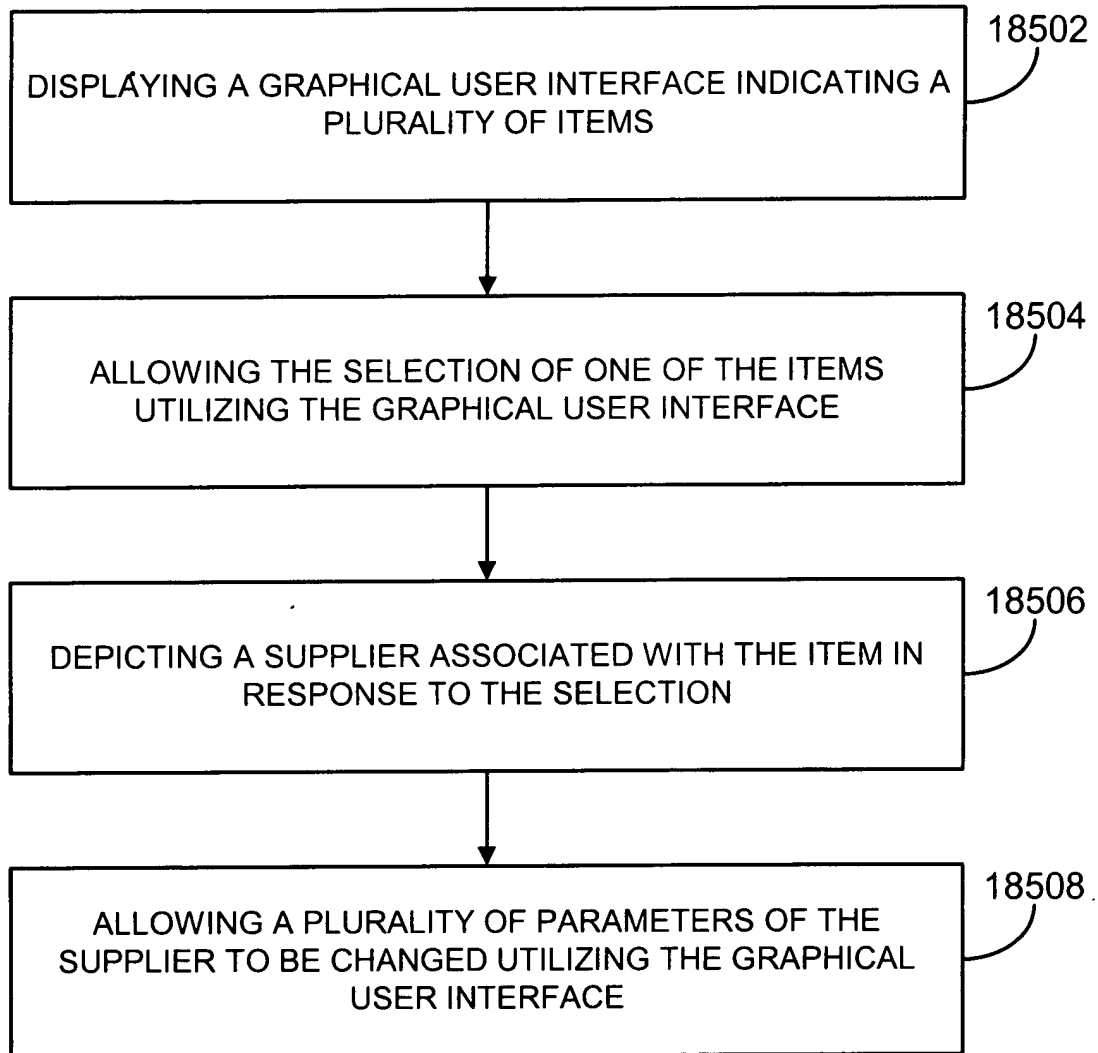 18502
DISPLAYING A GRAPHICAL USER INTERFACE INDICATING A
PLURALITY OF ITEMS
18504
ALLOWING THE SELECTION OF ONE OF THE ITEMS
UTILIZING THE GRAPHICAL USER INTERFACE
18506
DEPICTING A SUPPLIER ASSOCIATED WITH THE ITEM IN
RESPONSE TO THE SELECTION
18508
ALLOWING A PLURALITY OF PARAMETERS OF THE
SUPPLIER TO BE CHANGED UTILIZING THE GRAPHICAL
USER INTERFACE